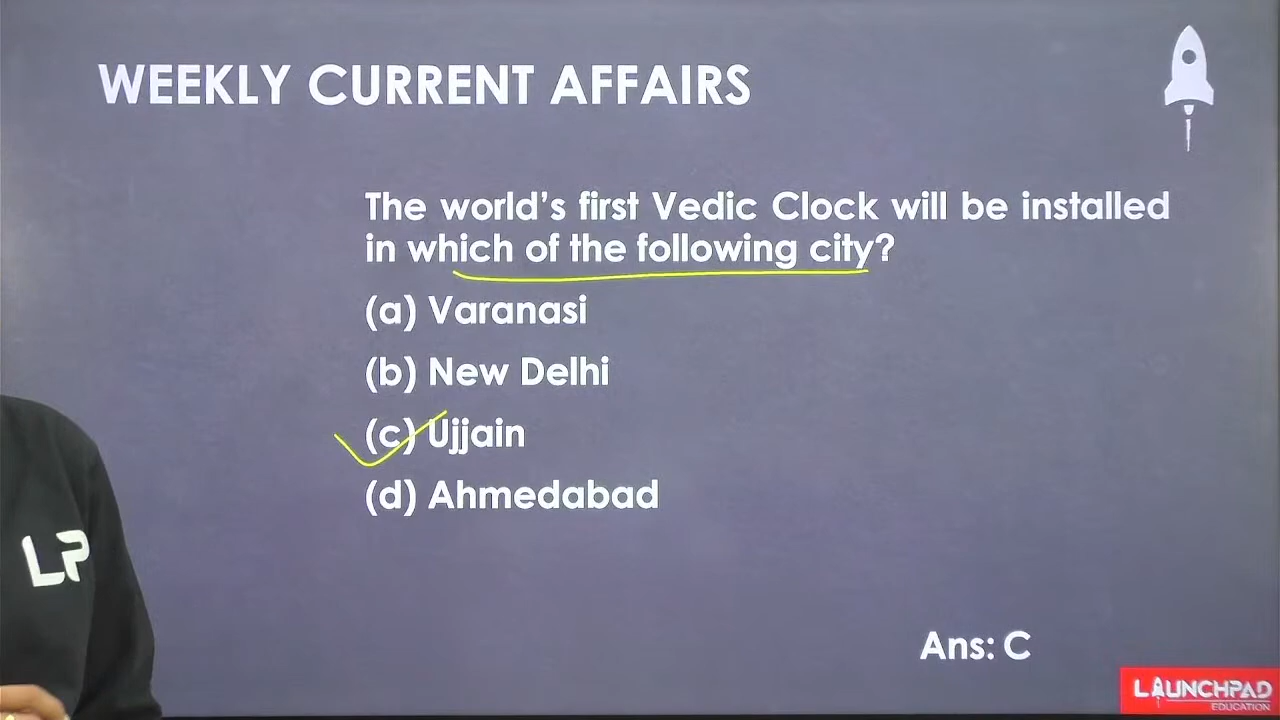 WEEKLY CURRENT AFFAIRS
The world's first Vedic Clock will be installed
in which of the following city?
(a) Varanasi
(b) New Delhi
(c) Ujjain
(d) Ahmedabad
LP
Ans: C
LAUNCHPAD
EDUCATION